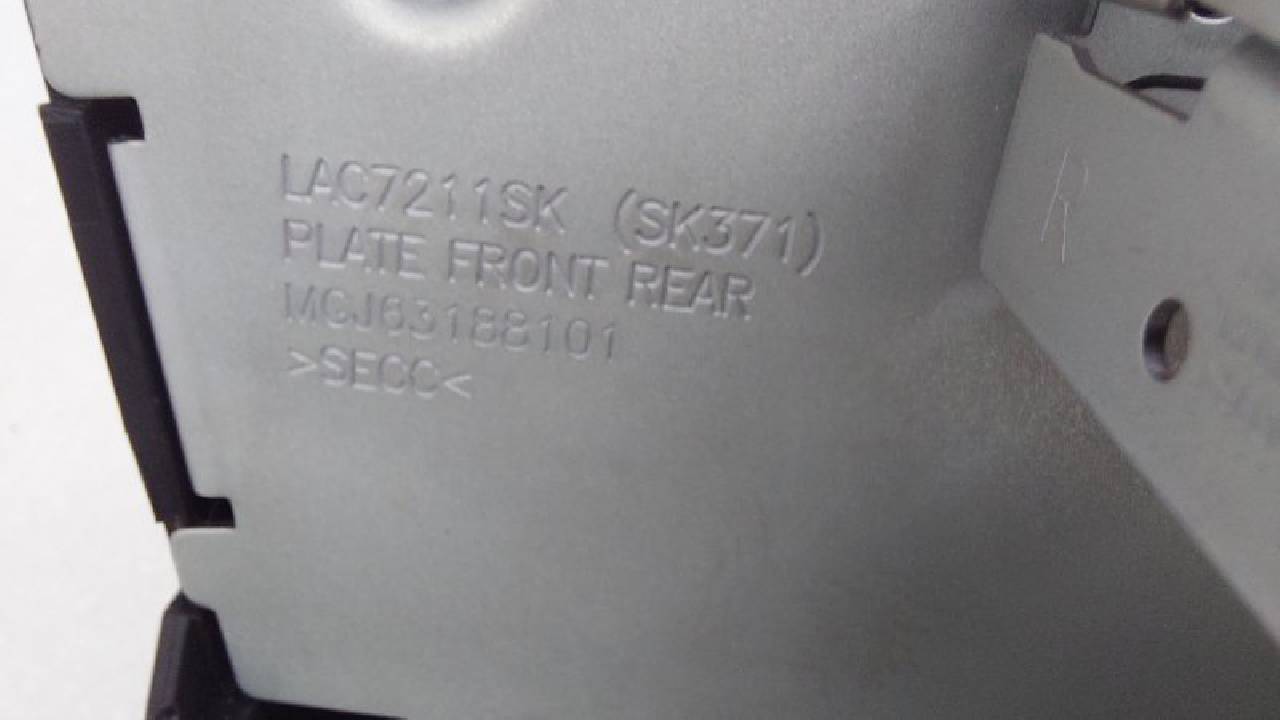 LAC7211SK (SK371)
PLATE FRONT REAR
MCJ63188101
>SECC<
R